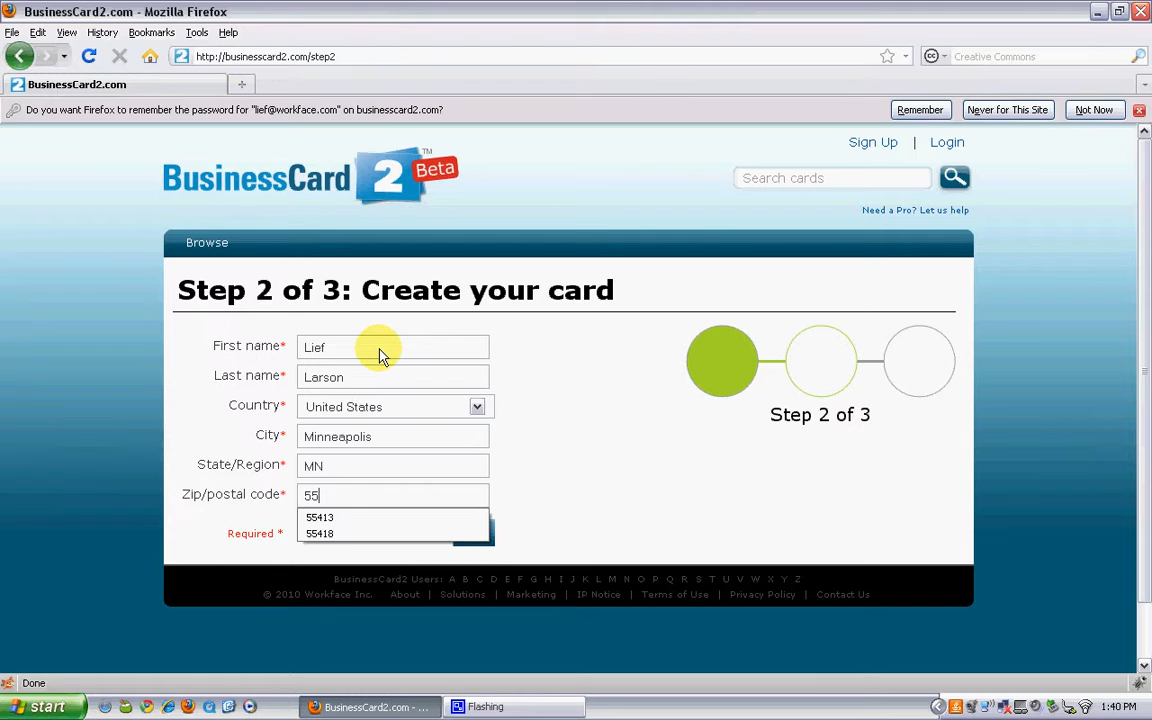 BusinessCard2.com - Mozilla Firefox
File Edit View History Bookmarks Tools Help
2 http://businesscard2.com/step2
cc Creative Commons
2 BusinessCard2.com
Do you want Firefox to remember the password for "lief@workface.com" on businesscard2.com?
Remember Never for This Site Not Now
Sign Up | Login
BusinessCard 2 Beta ™
Search cards
Need a Pro? Let us help
Browse
Step 2 of 3: Create your card
First name* Lief
Last name* Larson
Country* United States
Step 2 of 3
City* Minneapolis
State/Region* MN
Zip/postal code* 55
55413
55418
Required *
BusinessCard2 Users: A B C D E F G H I J K L M N O P Q R S T U V W X Y Z
© 2010 Workface Inc. About | Solutions | Marketing | IP Notice | Terms of Use | Privacy Policy | Contact Us
Done
start
BusinessCard2.com - ...
Flashing
1:40 PM